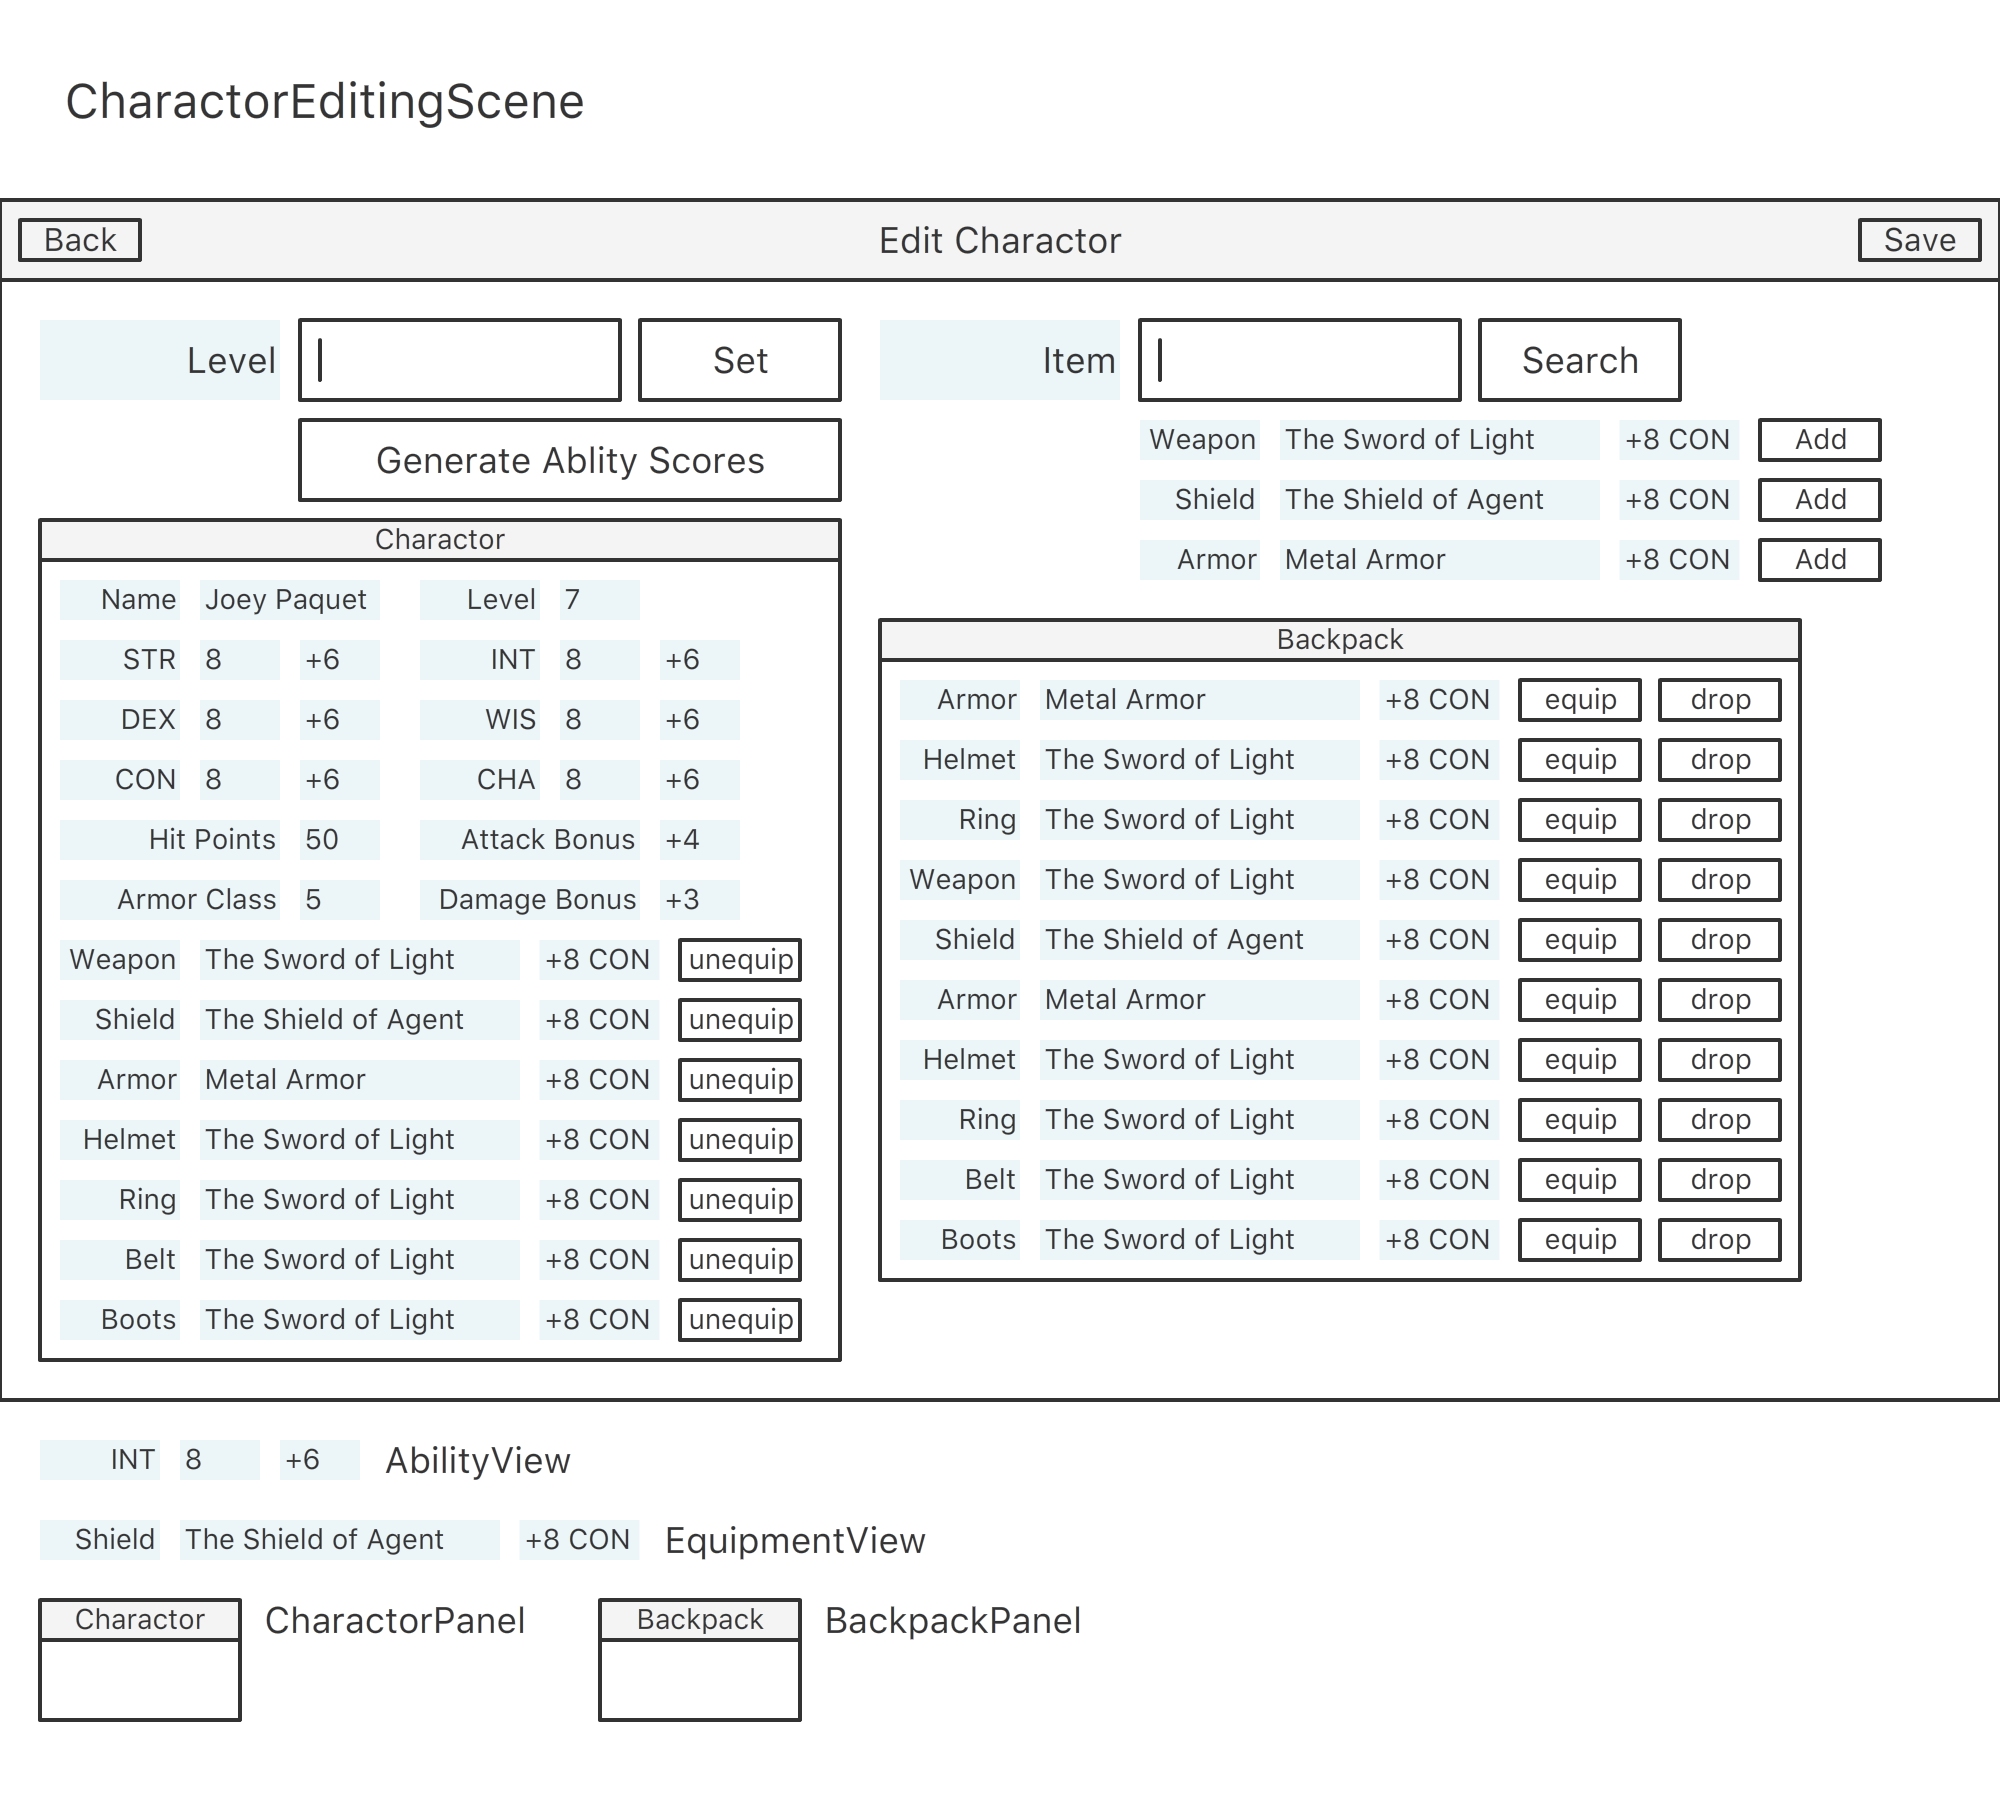 CharactorEditingScene
Back Edit Charactor Save
Level Set
Generate Ablity Scores
Item Search
Weapon The Sword of Light +8 CON Add
Shield The Shield of Agent +8 CON Add
Armor Metal Armor +8 CON Add
Charactor
Name Joey Paquet Level 7
STR 8 +6 INT 8 +6
DEX 8 +6 WIS 8 +6
CON 8 +6 CHA 8 +6
Hit Points 50 Attack Bonus +4
Armor Class 5 Damage Bonus +3
Weapon The Sword of Light +8 CON unequip
Shield The Shield of Agent +8 CON unequip
Armor Metal Armor +8 CON unequip
Helmet The Sword of Light +8 CON unequip
Ring The Sword of Light +8 CON unequip
Belt The Sword of Light +8 CON unequip
Boots The Sword of Light +8 CON unequip
Backpack
Armor Metal Armor +8 CON equip drop
Helmet The Sword of Light +8 CON equip drop
Ring The Sword of Light +8 CON equip drop
Weapon The Sword of Light +8 CON equip drop
Shield The Shield of Agent +8 CON equip drop
Armor Metal Armor +8 CON equip drop
Helmet The Sword of Light +8 CON equip drop
Ring The Sword of Light +8 CON equip drop
Belt The Sword of Light +8 CON equip drop
Boots The Sword of Light +8 CON equip drop
INT 8 +6 AbilityView
Shield The Shield of Agent +8 CON EquipmentView
Charactor CharactorPanel Backpack BackpackPanel